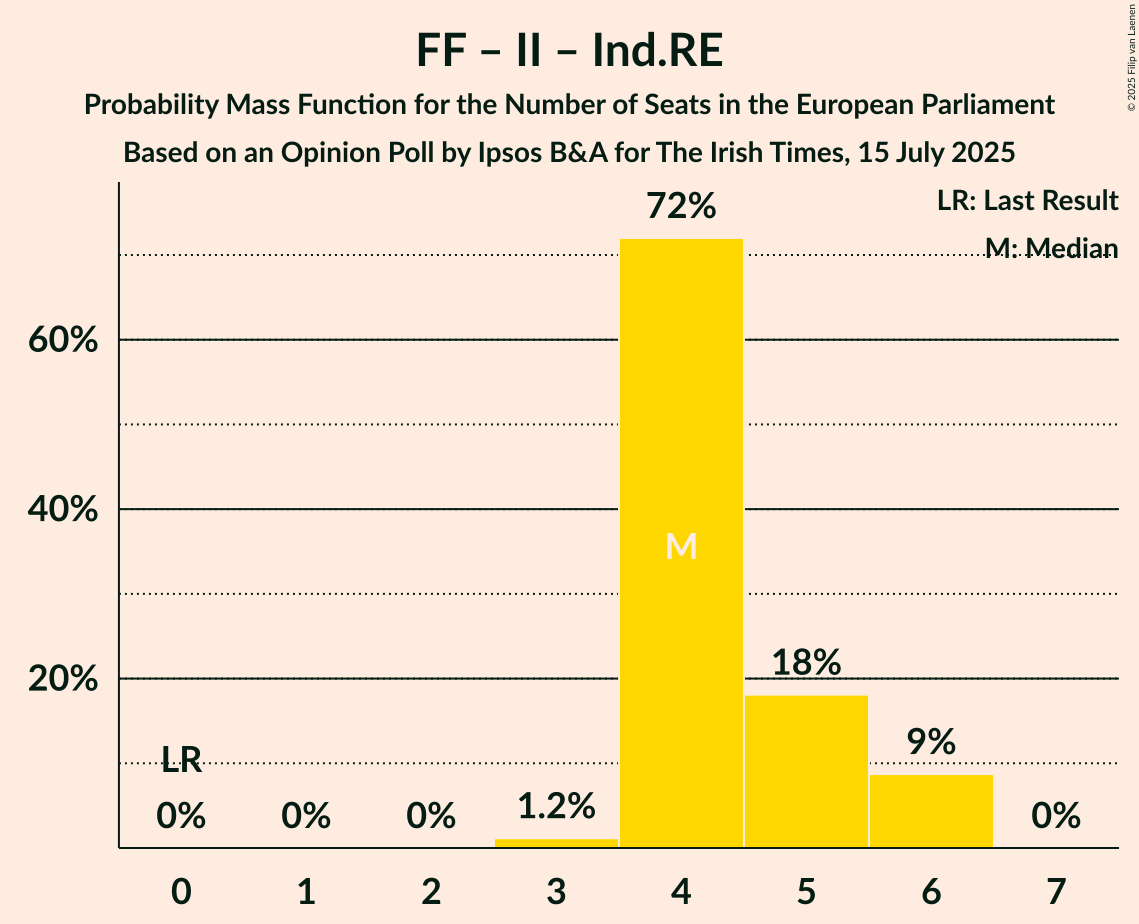 FF – II – Ind.RE
Probability Mass Function for the Number of Seats in the European Parliament
Based on an Opinion Poll by Ipsos B&A for The Irish Times, 15 July 2025
© 2025 Filip van Laenen
LR: Last Result
M: Median
72%
60%
40%
M
20%
18%
LR
9%
0%
0%
0%
1.2%
0%
0
1
2
3
4
5
6
7